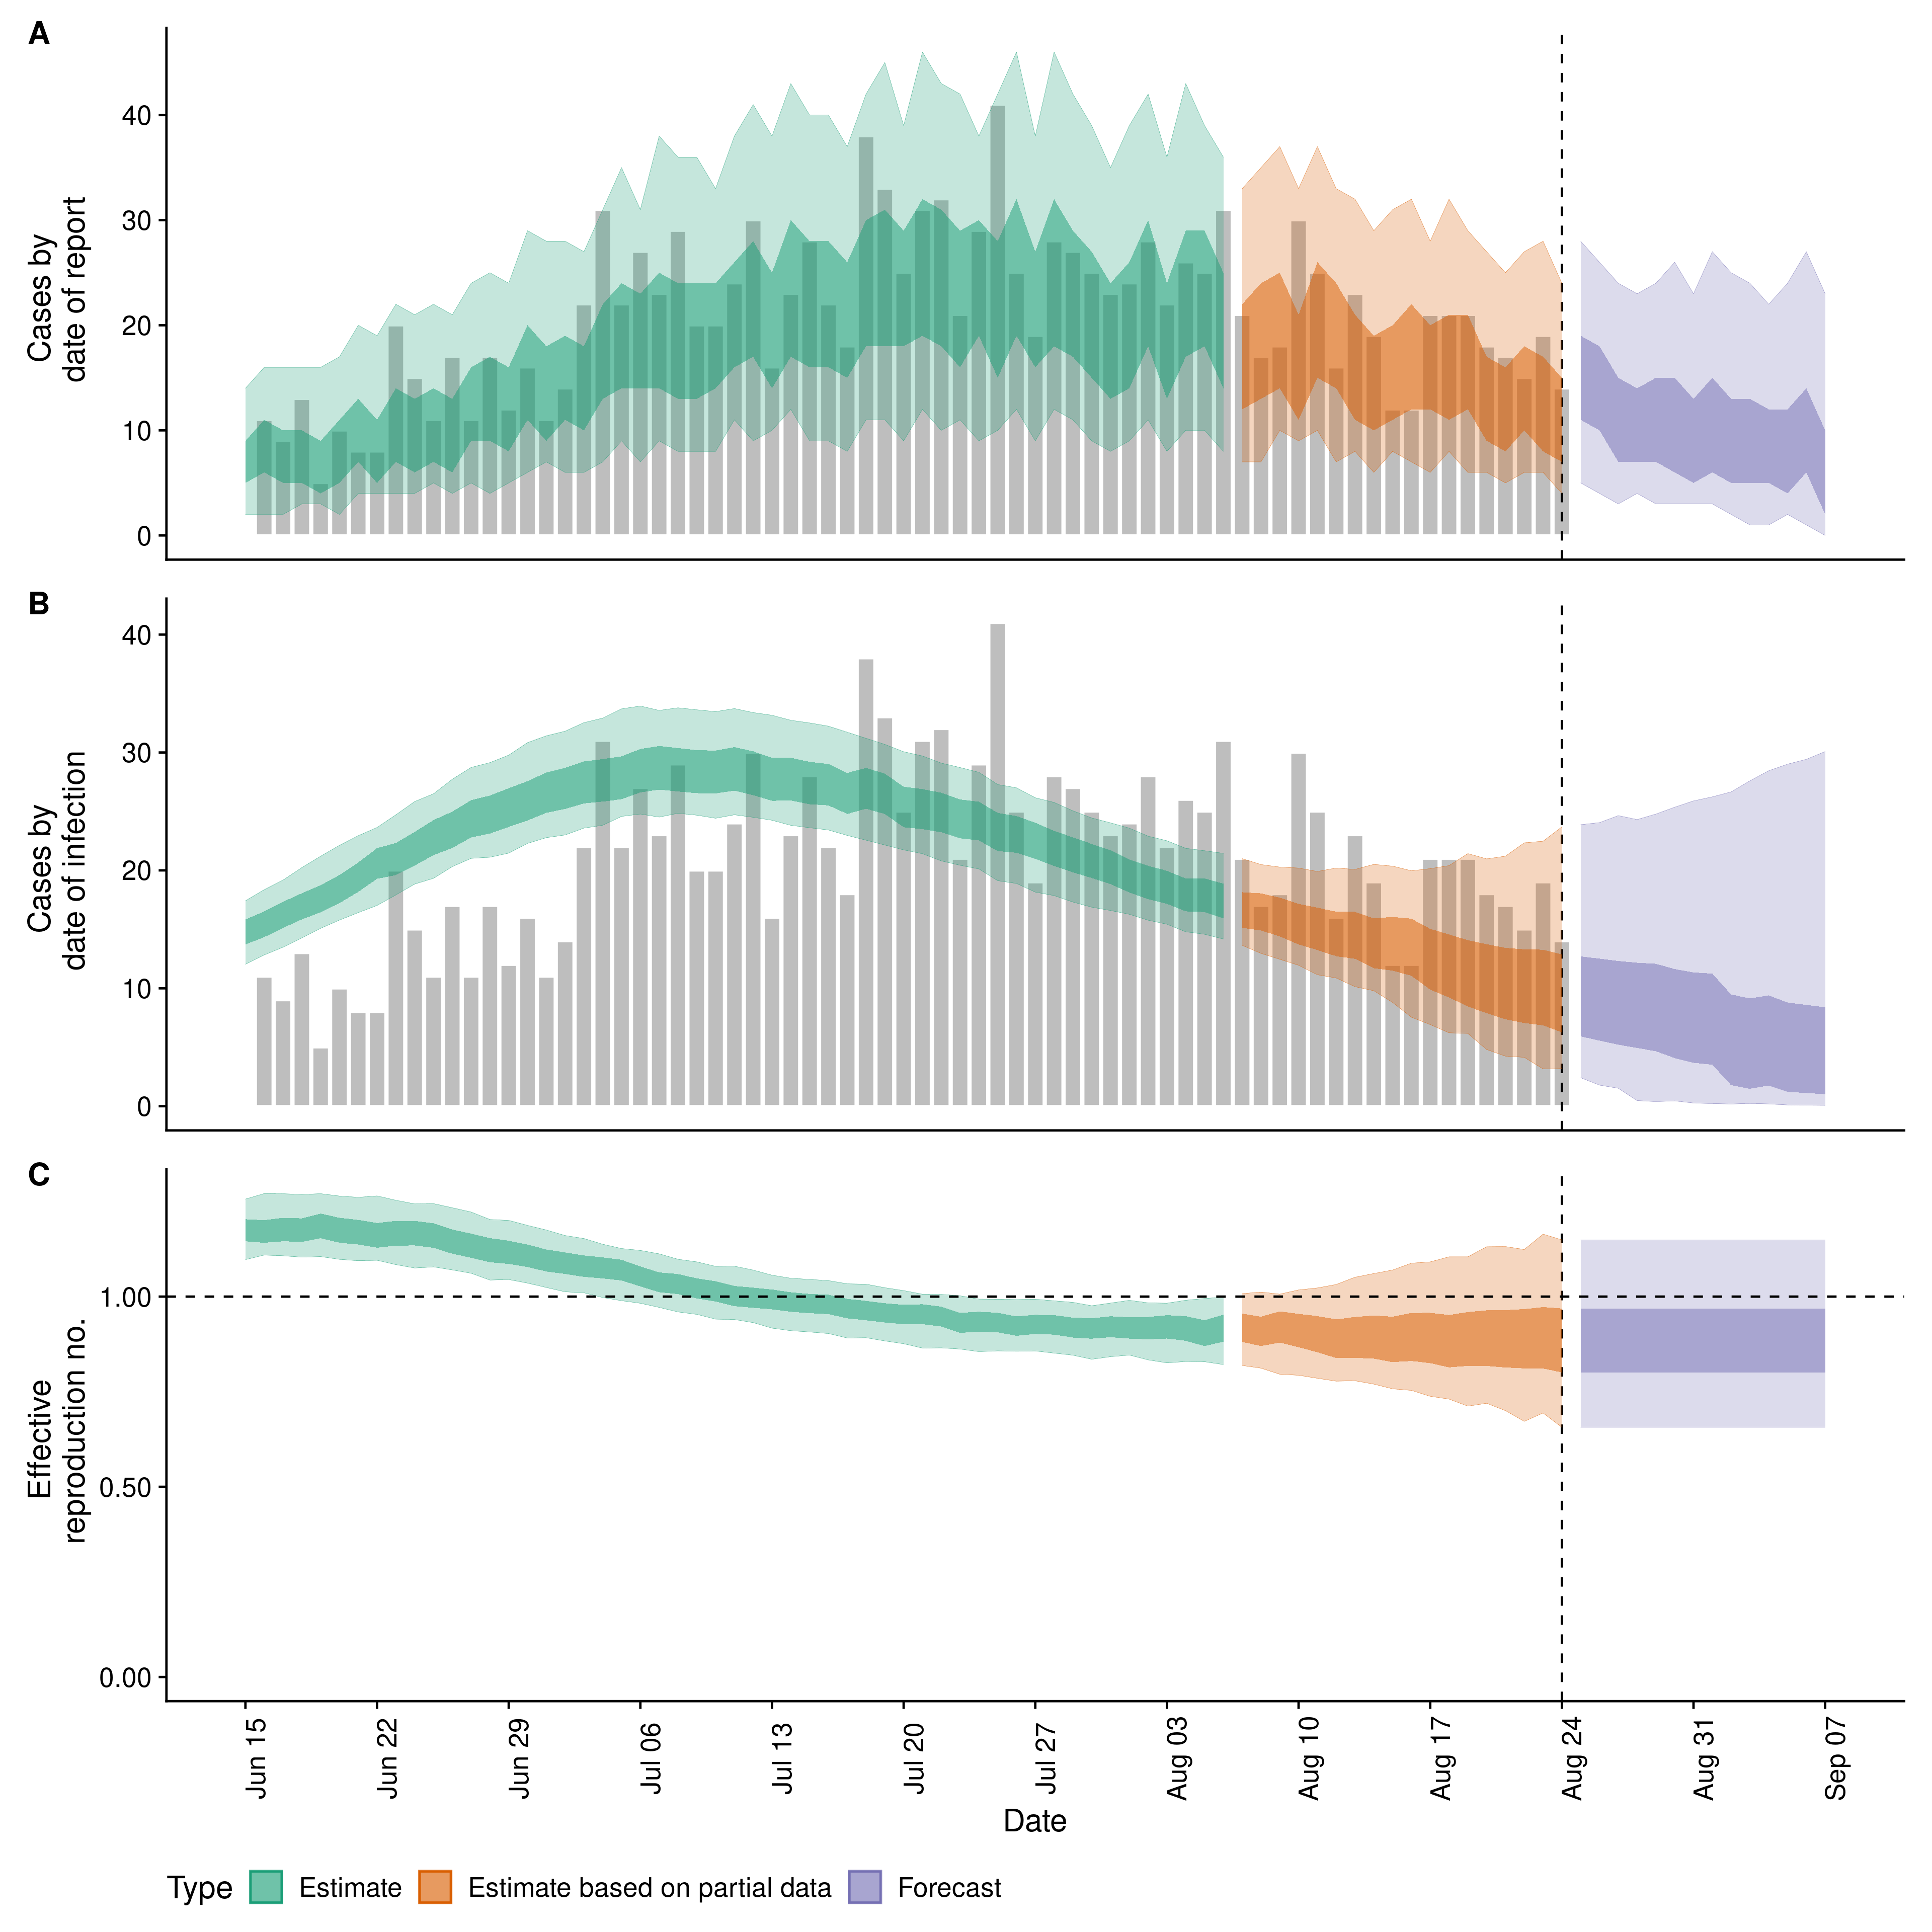 A
Cases by
date of report
40
30
20
10
0
B
Cases by
date of infection
40
30
20
10
0
C
Effective
reproduction no.
1.00
0.50
0.00
Jun 15
Jun 22
Jun 29
Jul 06
Jul 13
Jul 20
Jul 27
Aug 03
Aug 10
Aug 17
Aug 24
Aug 31
Sep 07
Date
Type Estimate Estimate based on partial data Forecast